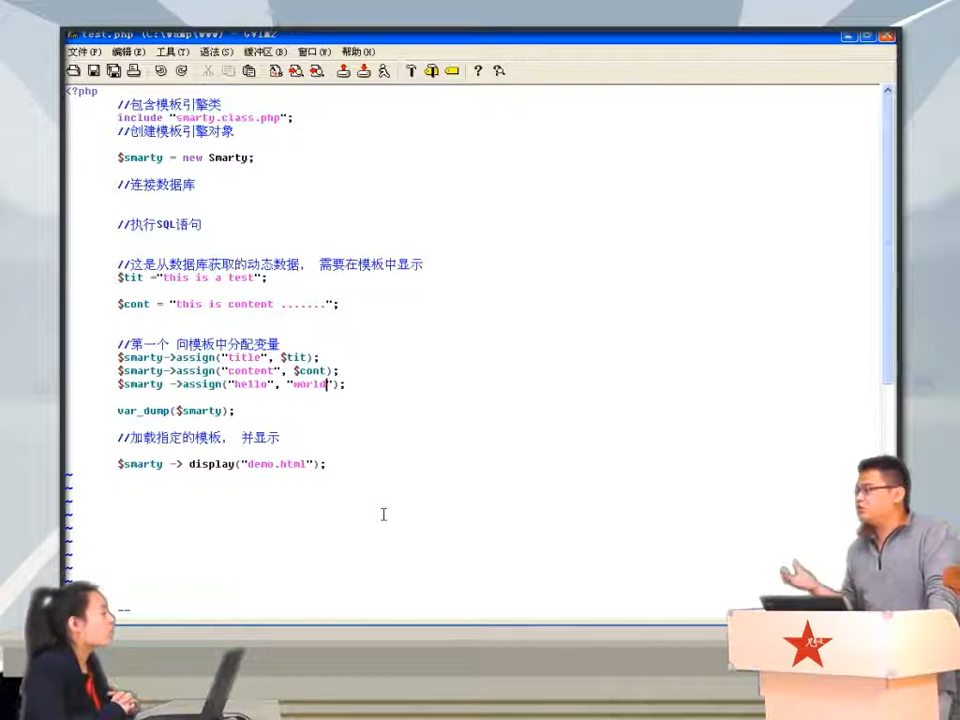 test.php (C:\wamp\www) - GVIM2
文件(F) 编辑(E) 工具(T) 语法(S) 缓冲区(B) 窗口(W) 帮助(H)
<?php
//包含模板引擎类
include "smarty.class.php";
//创建模板引擎对象
$smarty = new Smarty;
//连接数据库
//执行SQL语句
//这是从数据库获取的动态数据， 需要在模板中显示
$tit ="this is a test";
$cont = "this is content .......";
//第一个 向模板中分配变量
$smarty->assign("title", $tit);
$smarty->assign("content", $cont);
$smarty ->assign("hello", "world");
var_dump($smarty);
//加载指定的模板， 并显示
$smarty -> display("demo.html");
~
~
~
~
~
~
~
~
~
--